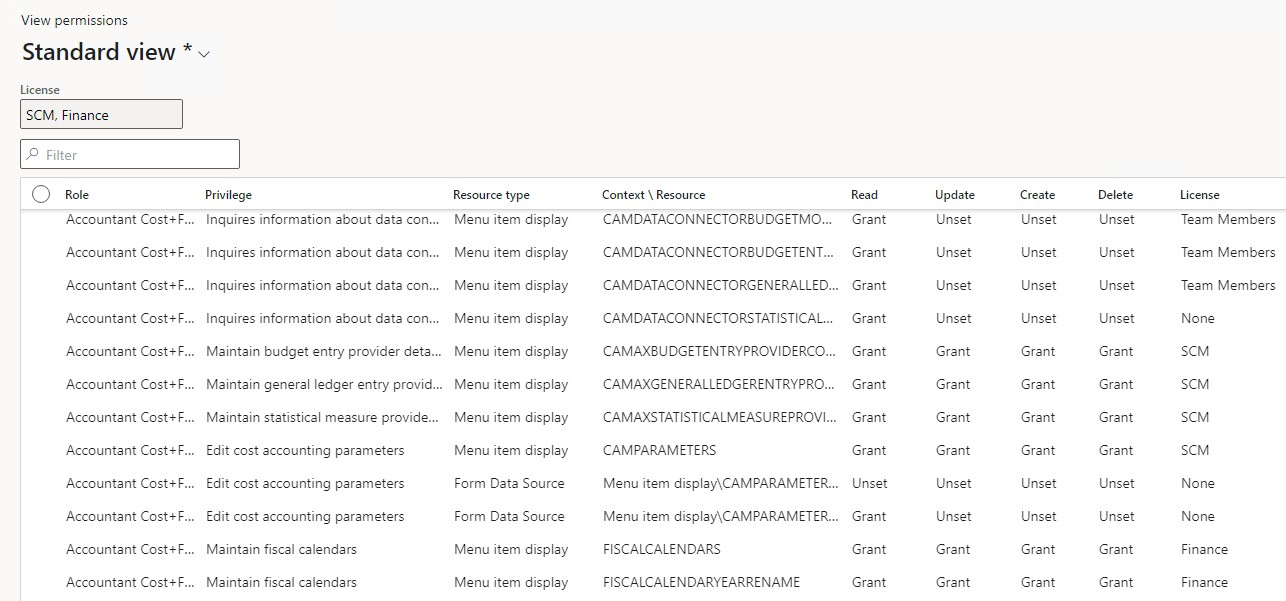 View permissions
Standard view *
License
SCM, Finance
Filter
Role Privilege Resource type Context \ Resource Read Update Create Delete License
Accountant Cost+F... Inquires information about data con... Menu item display CAMDATACONNECTORBUDGETMO... Grant Unset Unset Unset Team Members
Accountant Cost+F... Inquires information about data con... Menu item display CAMDATACONNECTORBUDGETENT... Grant Unset Unset Unset Team Members
Accountant Cost+F... Inquires information about data con... Menu item display CAMDATACONNECTORGENERALLED... Grant Unset Unset Unset Team Members
Accountant Cost+F... Inquires information about data con... Menu item display CAMDATACONNECTORSTATISTICAL... Grant Unset Unset Unset None
Accountant Cost+F... Maintain budget entry provider deta... Menu item display CAMAXBUDGETENTRYPROVIDERCO... Grant Grant Grant Grant SCM
Accountant Cost+F... Maintain general ledger entry provid... Menu item display CAMAXGENERALLEDGERENTRYPRO... Grant Grant Grant Grant SCM
Accountant Cost+F... Maintain statistical measure provide... Menu item display CAMAXSTATISTICALMEASUREPROVI... Grant Grant Grant Grant SCM
Accountant Cost+F... Edit cost accounting parameters Menu item display CAMPARAMETERS Grant Grant Grant Grant SCM
Accountant Cost+F... Edit cost accounting parameters Form Data Source Menu item display\CAMPARAMETER... Unset Unset Unset Unset None
Accountant Cost+F... Edit cost accounting parameters Form Data Source Menu item display\CAMPARAMETER... Grant Unset Unset Unset None
Accountant Cost+F... Maintain fiscal calendars Menu item display FISCALCALENDARS Grant Grant Grant Grant Finance
Accountant Cost+F... Maintain fiscal calendars Menu item display FISCALCALENDARYEARRENAME Grant Grant Grant Grant Finance